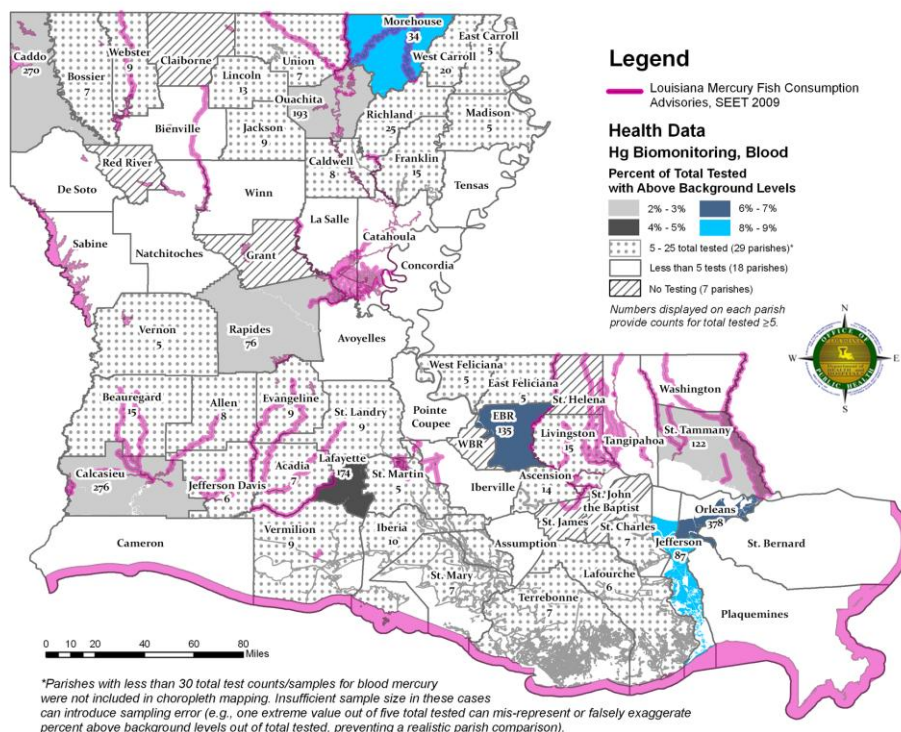 Morehouse
34
East Carroll
5
West Carroll
20
Union
7
Claiborne
Webster
9
Caddo
270
Bossier
7
Lincoln
13
Ouachita
193
Richland
25
Madison
5
Bienville
Jackson
9
Caldwell
8
Franklin
15
Red River
De Soto
Winn
Tensas
La Salle
Catahoula
Sabine
Natchitoches
Grant
Concordia
Vernon
5
Rapides
76
Avoyelles
West Feliciana
5
East Feliciana
5
St. Helena
Washington
Beauregard
15
Allen
8
Evangeline
9
St. Landry
9
Pointe
Coupee
EBR
135
WBR
Livingston
15
Tangipahoa
St. Tammany
122
Calcasieu
276
Jefferson Davis
6
Acadia
7
Lafayette
174
St. Martin
5
Iberville
Ascension
14
St. John
the Baptist
St. James
St. Charles
7
Orleans
378
Jefferson
87
St. Bernard
Cameron
Vermilion
9
Iberia
10
Assumption
St. Mary
7
Lafourche
6
Terrebonne
7
Plaquemines
Legend
Louisiana Mercury Fish Consumption
Advisories, SEET 2009
Health Data
Hg Biomonitoring, Blood
Percent of Total Tested
with Above Background Levels
2% - 3%
6% - 7%
4% - 5%
8% - 9%
5 - 25 total tested (29 parishes)*
Less than 5 tests (18 parishes)
No Testing (7 parishes)
Numbers displayed on each parish
provide counts for total tested ≥5.
N
W
E
S
OFFICE OF
PUBLIC HEALTH
0 10 20 40 60 80
Miles
*Parishes with less than 30 total test counts/samples for blood mercury
were not included in choropleth mapping. Insufficient sample size in these cases
can introduce sampling error (e.g., one extreme value out of five total tested can mis-represent or falsely exaggerate
percent above background levels out of total tested, preventing a realistic parish comparison).